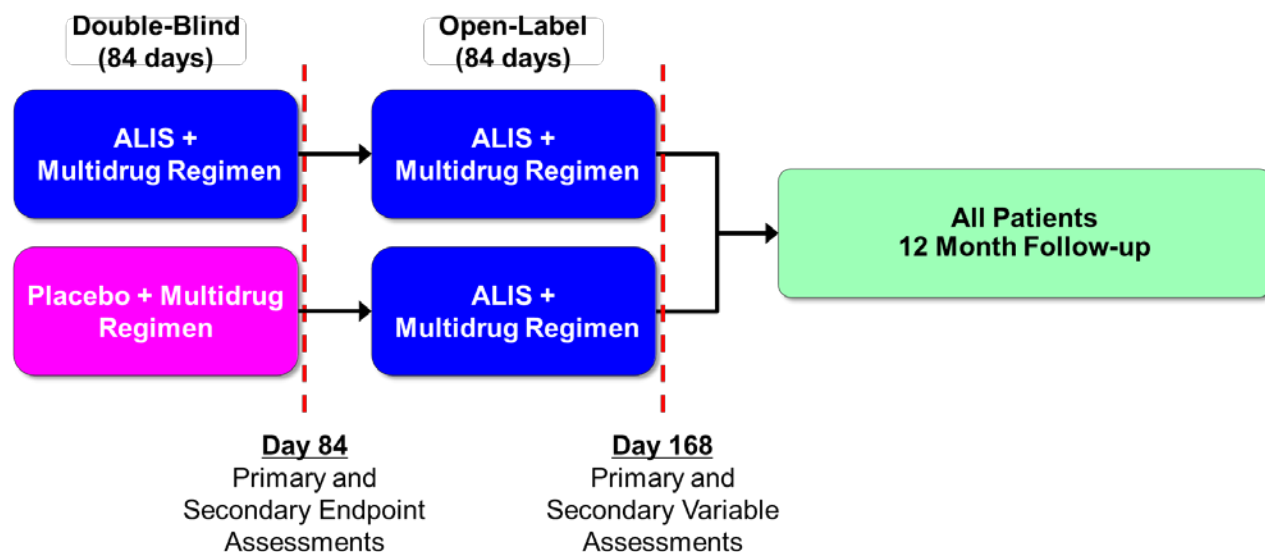 Double-Blind
(84 days)
Open-Label
(84 days)
ALIS +
Multidrug Regimen
ALIS +
Multidrug Regimen
All Patients
12 Month Follow-up
Placebo + Multidrug
Regimen
ALIS +
Multidrug Regimen
Day 84
Primary and
Secondary Endpoint
Assessments
Day 168
Primary and
Secondary Variable
Assessments